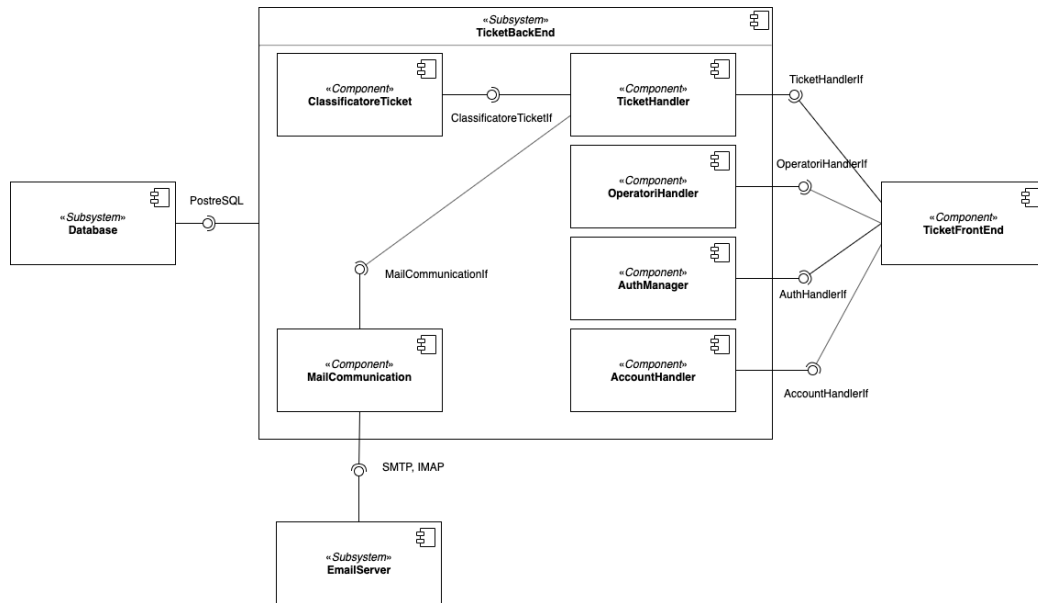 «Subsystem»
TicketBackEnd
«Component»
ClassificatoreTicket
ClassificatoreTicketIf
«Component»
TicketHandler
TicketHandlerIf
«Component»
OperatoriHandler
OperatoriHandlerIf
«Subsystem»
Database
PostreSQL
«Component»
TicketFrontEnd
«Component»
AuthManager
AuthHandlerIf
MailCommunicationIf
«Component»
MailCommunication
«Component»
AccountHandler
AccountHandlerIf
SMTP, IMAP
«Subsystem»
EmailServer